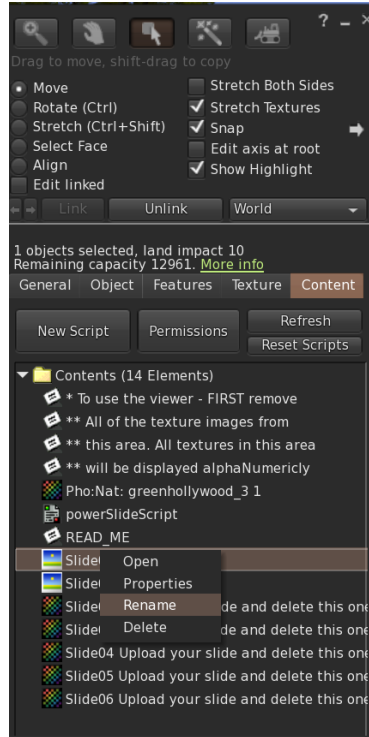 ? _ ×
Drag to move, shift-drag to copy
Move
Rotate (Ctrl)
Stretch (Ctrl+Shift)
Select Face
Align
Edit linked
Stretch Both Sides
Stretch Textures
Snap
Edit axis at root
Show Highlight
Link Unlink World
1 objects selected, land impact 10
Remaining capacity 12961. More info
General Object Features Texture Content
New Script Permissions Refresh
Reset Scripts
Contents (14 Elements)
* To use the viewer - FIRST remove
** All of the texture images from
** this area. All textures in this area
** will be displayed alphaNumericly
Pho:Nat: greenhollywood_3 1
powerSlideScript
READ_ME
Open
Properties
Rename
Delete
de and delete this one
de and delete this one
Slide04 Upload your slide and delete this one
Slide05 Upload your slide and delete this one
Slide06 Upload your slide and delete this one